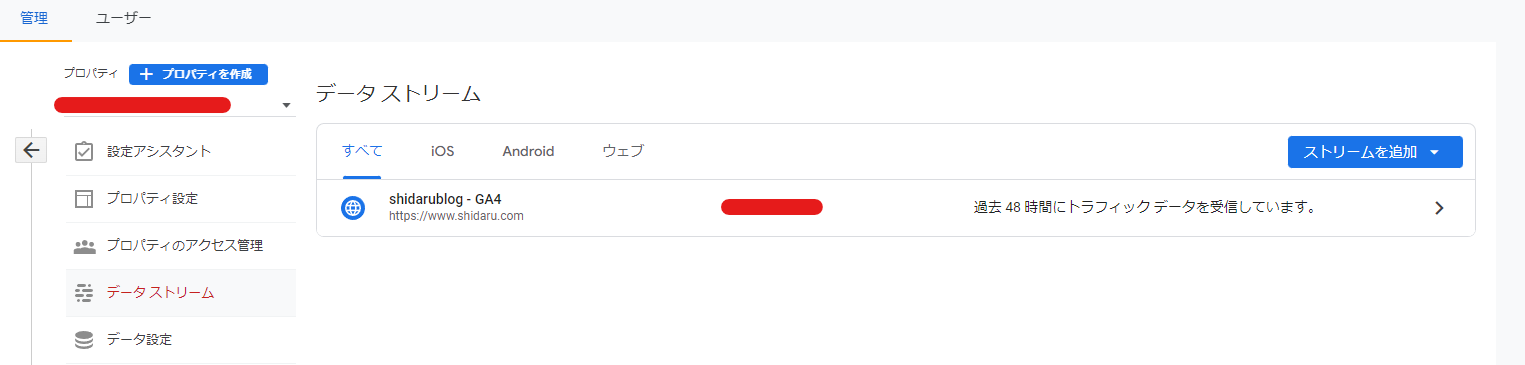 管理 ユーザー
プロパティ + プロパティを作成
データ ストリーム
すべて iOS Android ウェブ ストリームを追加
shidarublog - GA4
https://www.shidaru.com
過去 48 時間にトラフィック データを受信しています。
設定アシスタント
プロパティ設定
プロパティのアクセス管理
データ ストリーム
データ設定